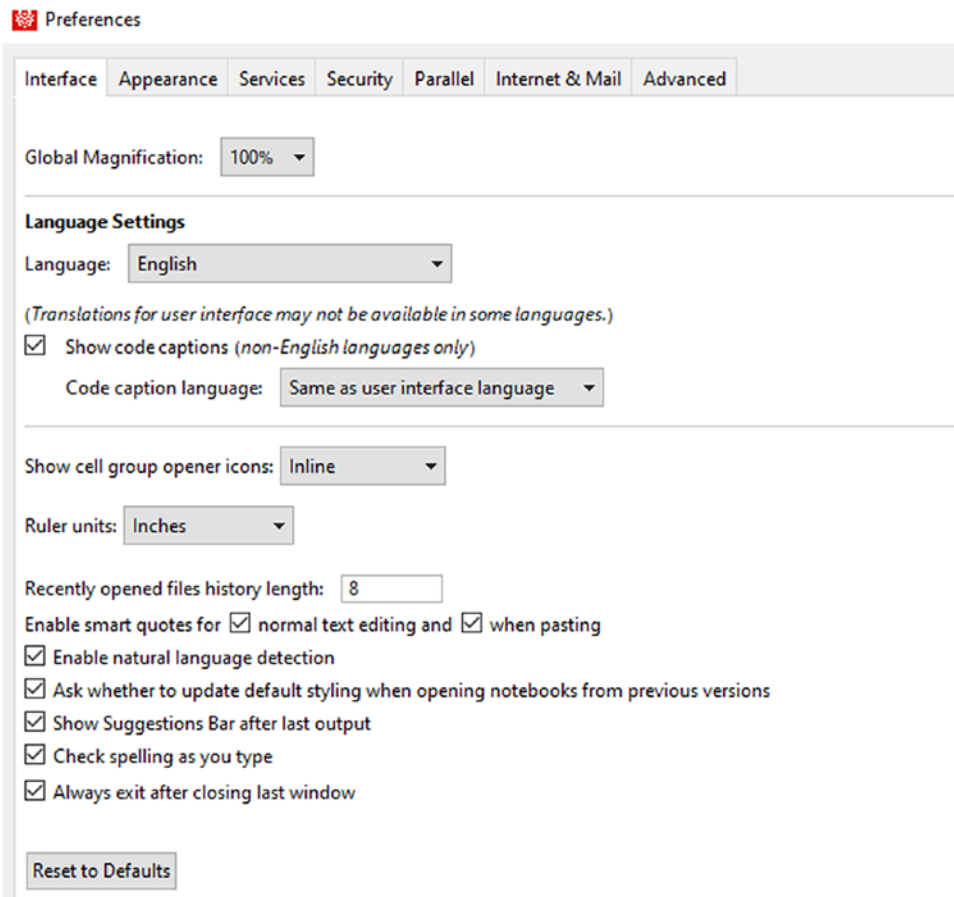 Preferences
Interface Appearance Services Security Parallel Internet & Mail Advanced
Global Magnification: 100%
Language Settings
Language: English
(Translations for user interface may not be available in some languages.)
Show code captions (non-English languages only)
Code caption language: Same as user interface language
Show cell group opener icons: Inline
Ruler units: Inches
Recently opened files history length: 8
Enable smart quotes for normal text editing and when pasting
Enable natural language detection
Ask whether to update default styling when opening notebooks from previous versions
Show Suggestions Bar after last output
Check spelling as you type
Always exit after closing last window
Reset to Defaults